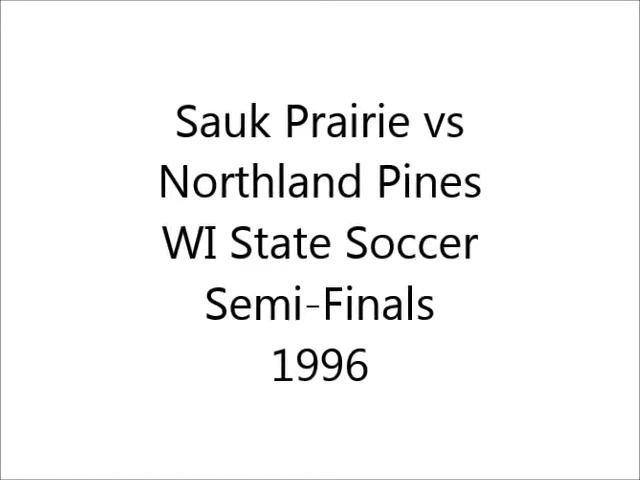 Sauk Prairie vs
Northland Pines
WI State Soccer
Semi-Finals
1996